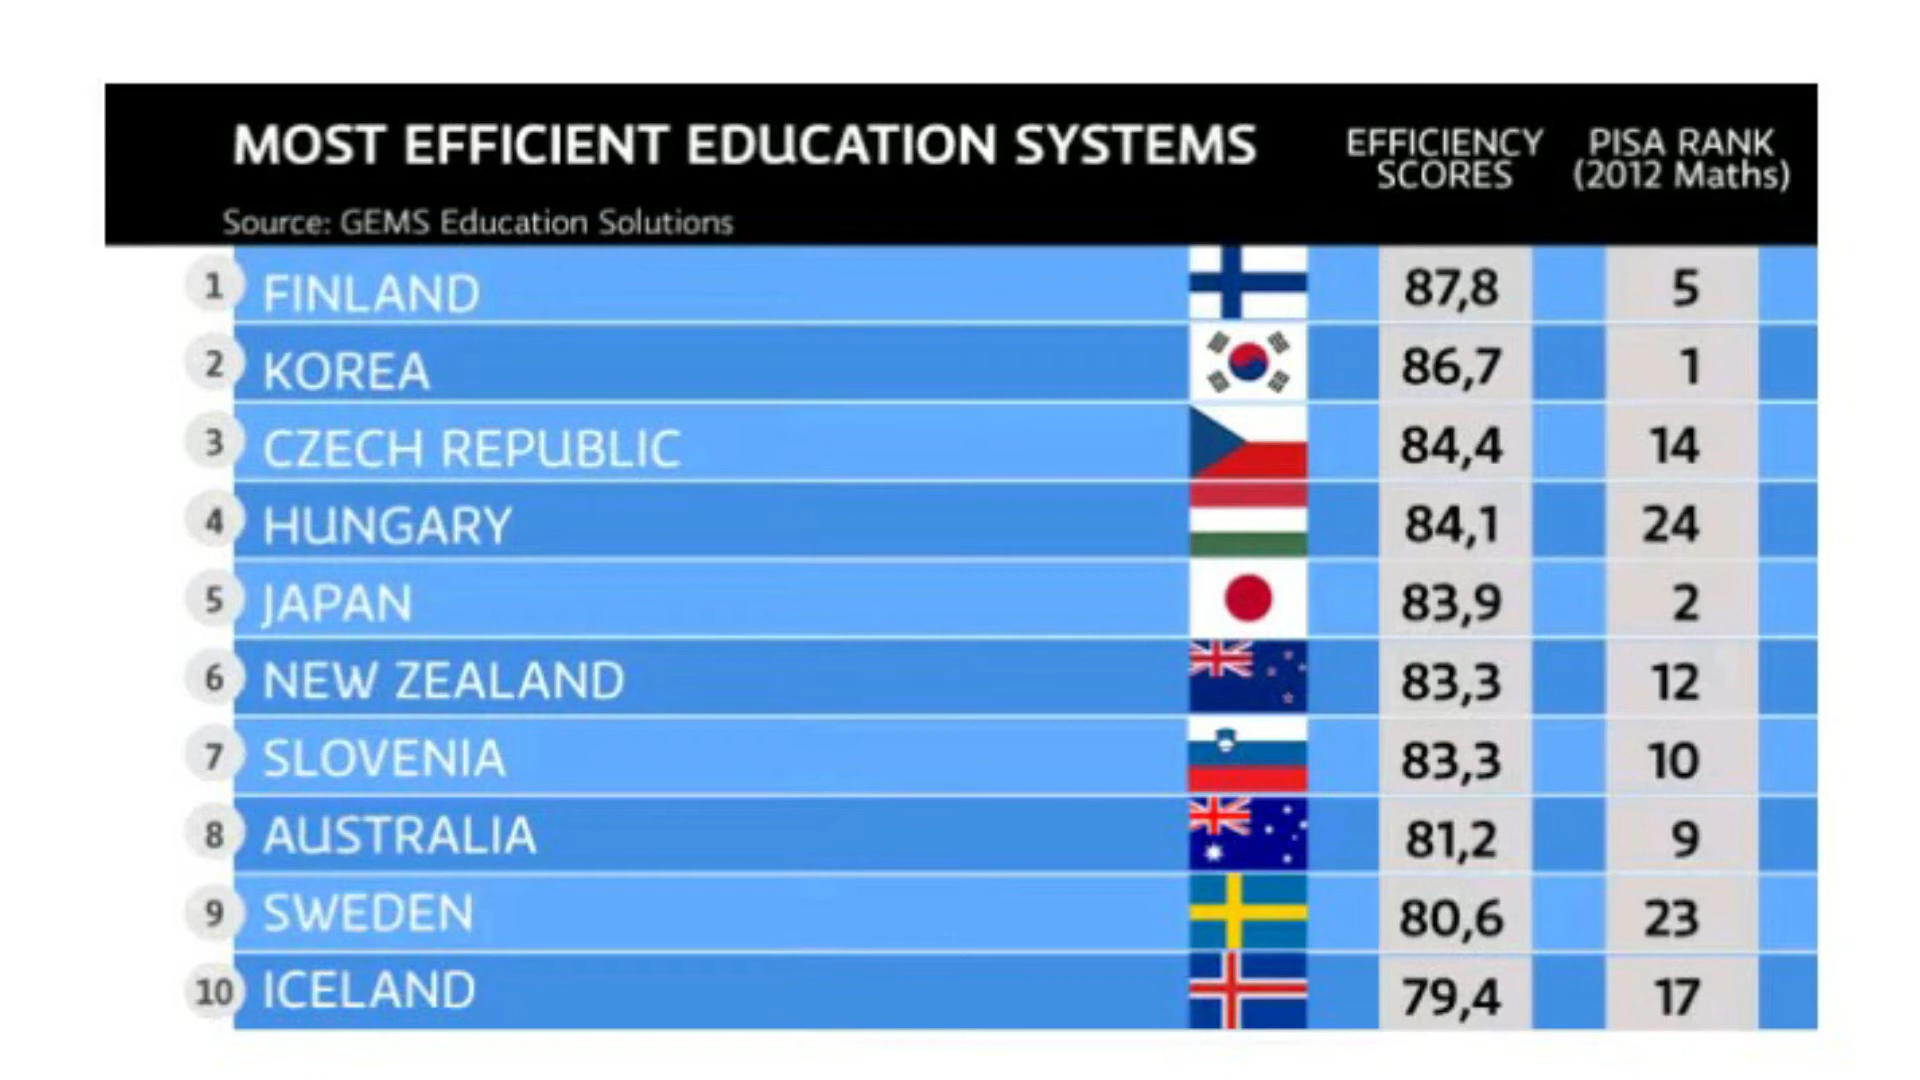 MOST EFFICIENT EDUCATION SYSTEMS
EFFICIENCY SCORES
PISA RANK (2012 Maths)
Source: GEMS Education Solutions
1 FINLAND 87,8 5
2 KOREA 86,7 1
3 CZECH REPUBLIC 84,4 14
4 HUNGARY 84,1 24
5 JAPAN 83,9 2
6 NEW ZEALAND 83,3 12
7 SLOVENIA 83,3 10
8 AUSTRALIA 81,2 9
9 SWEDEN 80,6 23
10 ICELAND 79,4 17